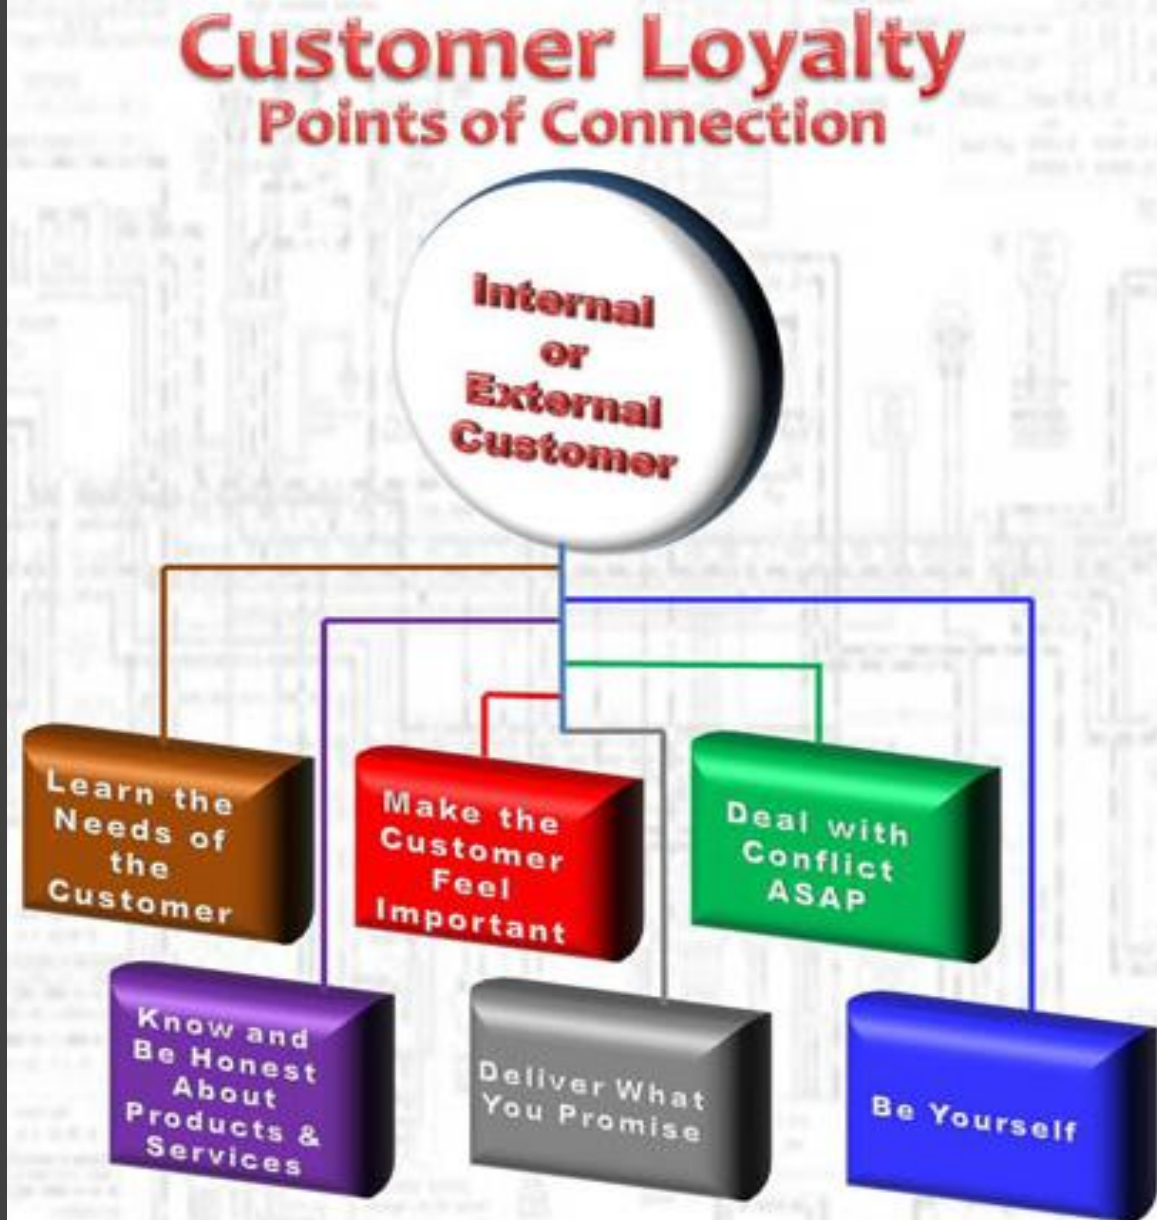 Customer Loyalty
Points of Connection
Internal
or
External
Customer
Learn the
Needs of
the
Customer
Make the
Customer
Feel
Important
Deal with
Conflict
ASAP
Know and
Be Honest
About
Products &
Services
Deliver What
You Promise
Be Yourself